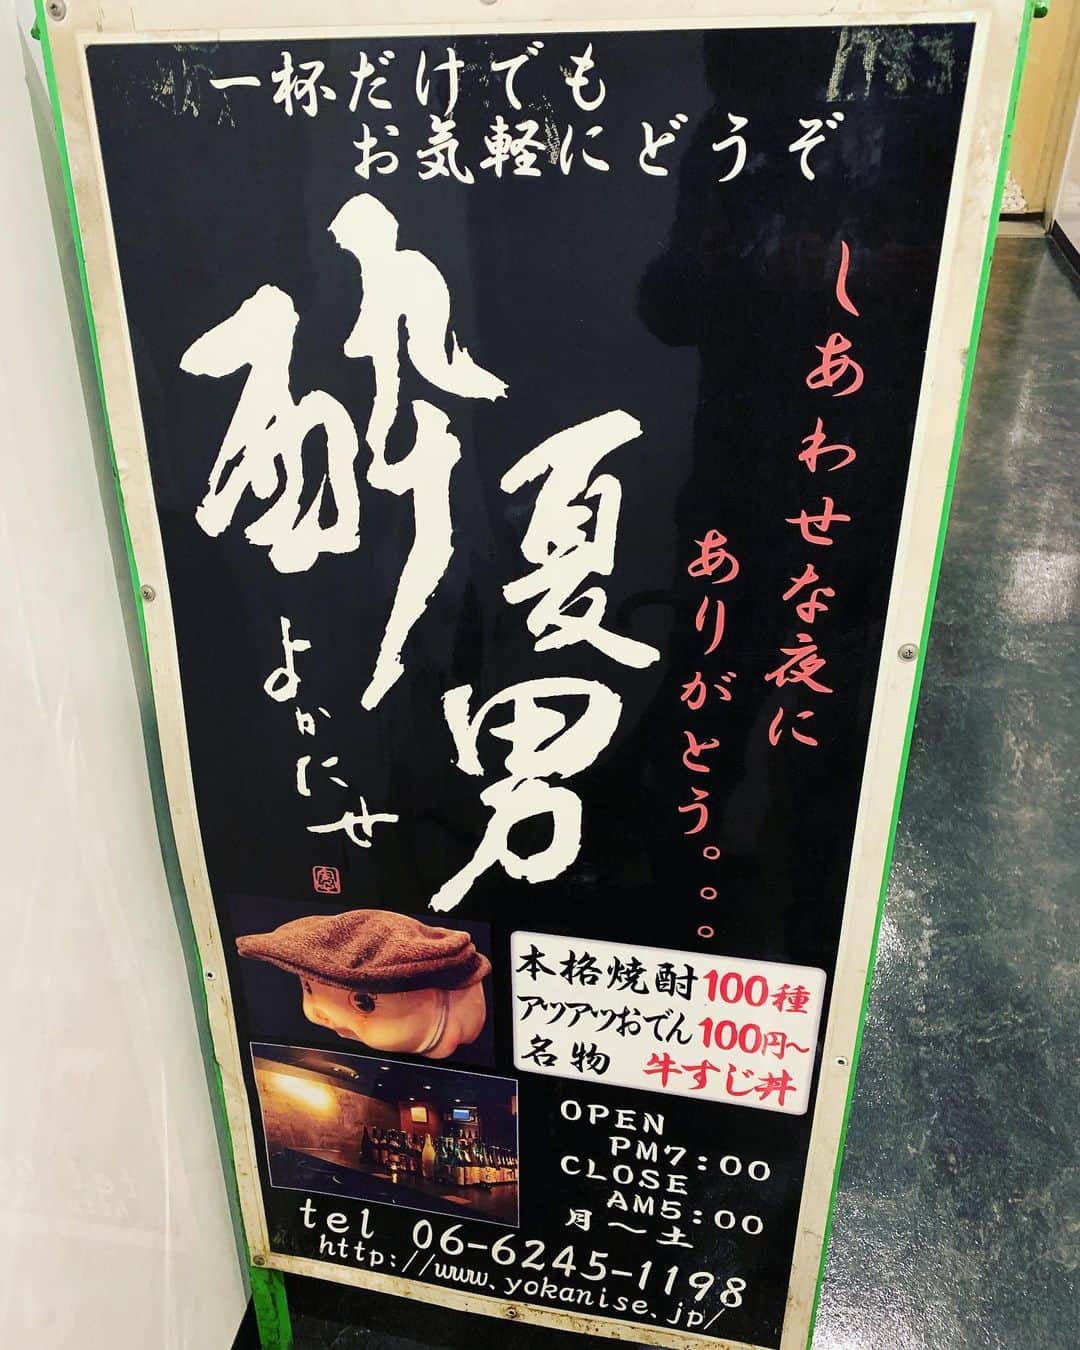 一杯だけでも
お気軽にどうぞ
しあわせな夜に
ありがとう。。。
酔夏男
よかにせ
本格焼酎100種
アツアツおでん100円～
名物 牛すじ丼
OPEN
PM7:00
CLOSE
AM5:00
月～土
tel 06-6245-1198
http://www.yokanise.jp/